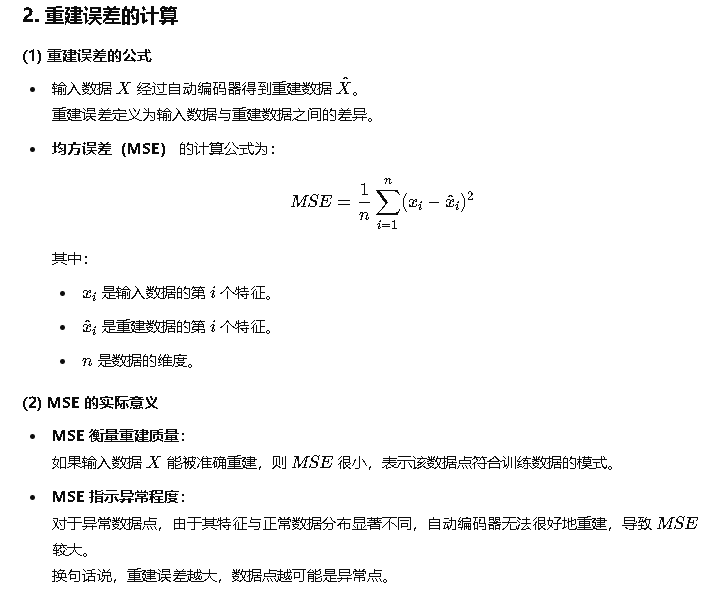 2. 重建误差的计算
(1) 重建误差的公式
• 输入数据 X 经过自动编码器得到重建数据 X̂。
重建误差定义为输入数据与重建数据之间的差异。
• 均方误差（MSE） 的计算公式为：
MSE = \frac{1}{n} \sum_{i=1}^{n} (x_i − x̂_i)^2
其中：
• x_i 是输入数据的第 i 个特征。
• x̂_i 是重建数据的第 i 个特征。
• n 是数据的维度。
(2) MSE 的实际意义
• MSE 衡量重建质量：
如果输入数据 X 能被准确重建，则 MSE 很小，表示该数据点符合训练数据的模式。
• MSE 指示异常程度：
对于异常数据点，由于其特征与正常数据分布显著不同，自动编码器无法很好地重建，导致 MSE
较大。
换句话说，重建误差越大，数据点越可能是异常点。